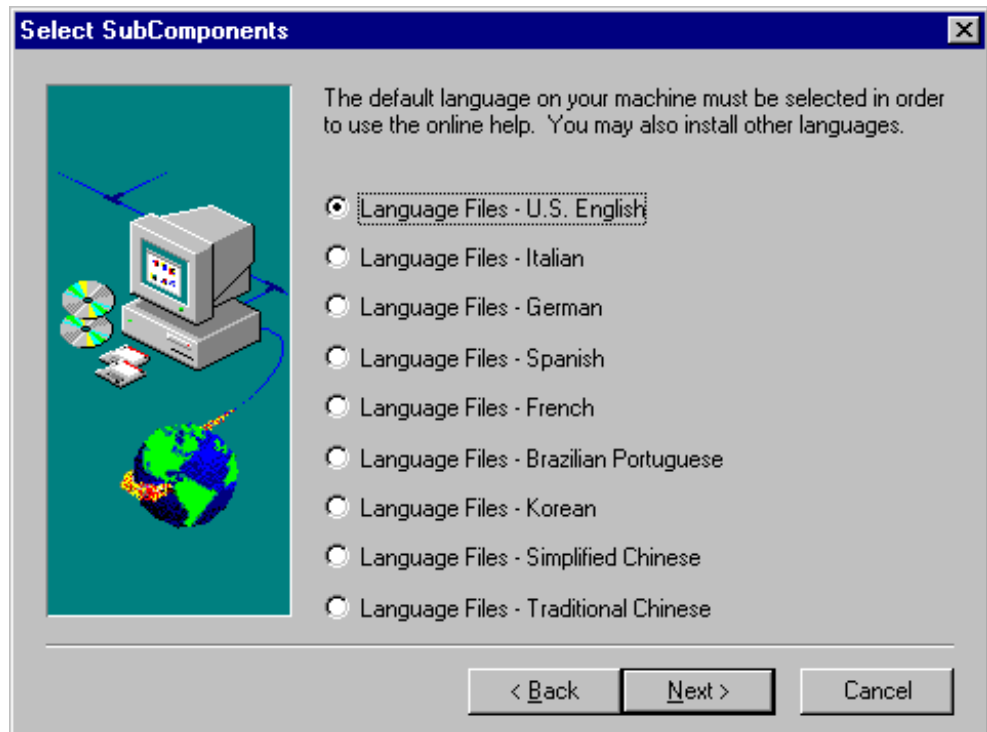 Select SubComponents
The default language on your machine must be selected in order
to use the online help.  You may also install other languages.
Language Files - U.S. English
Language Files - Italian
Language Files - German
Language Files - Spanish
Language Files - French
Language Files - Brazilian Portuguese
Language Files - Korean
Language Files - Simplified Chinese
Language Files - Traditional Chinese
< Back Next > Cancel